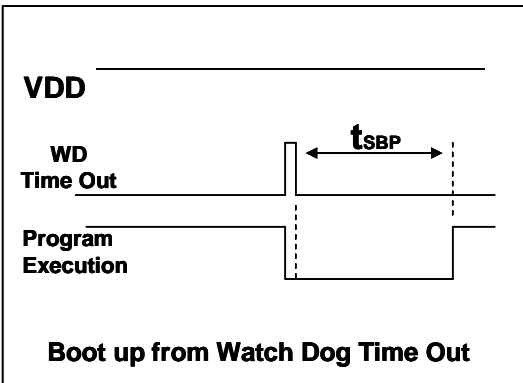 VDD
tSBP
WD
Time Out
Program
Execution
Boot up from Watch Dog Time Out